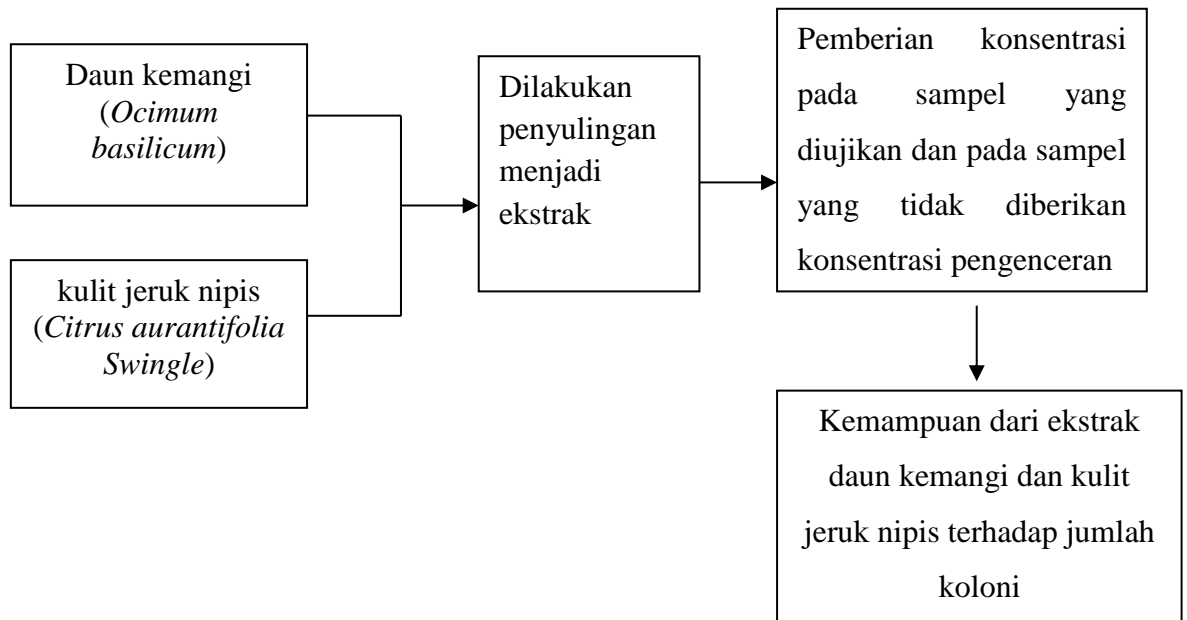 Daun kemangi
(Ocimum
basilicum)
kulit jeruk nipis
(Citrus aurantifolia
Swingle)
Dilakukan
penyulingan
menjadi
ekstrak
Pemberian konsentrasi
pada sampel yang
diujikan dan pada sampel
yang tidak diberikan
konsentrasi pengenceran
Kemampuan dari ekstrak
daun kemangi dan kulit
jeruk nipis terhadap jumlah
koloni